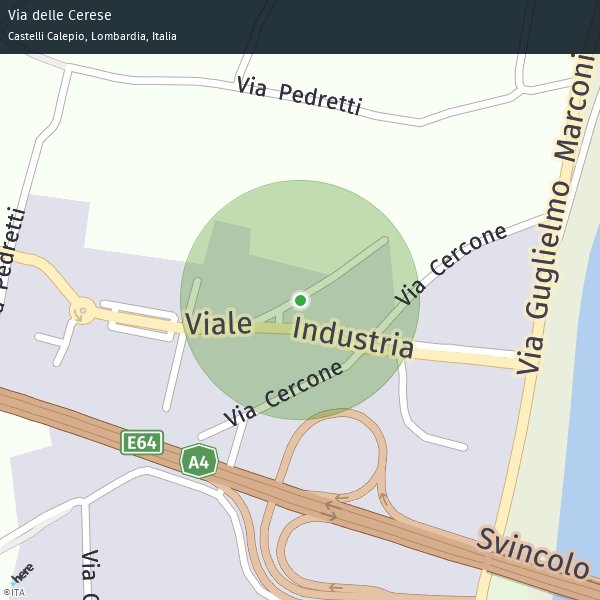 Via delle Cerese
Castelli Calepio, Lombardia, Italia
Via Pedretti
Via Guglielmo Marconi
Pedretti
Via Cercone
Viale Industria
Via Cercone
E64
A4
Svincolo
Via
here
©ITA